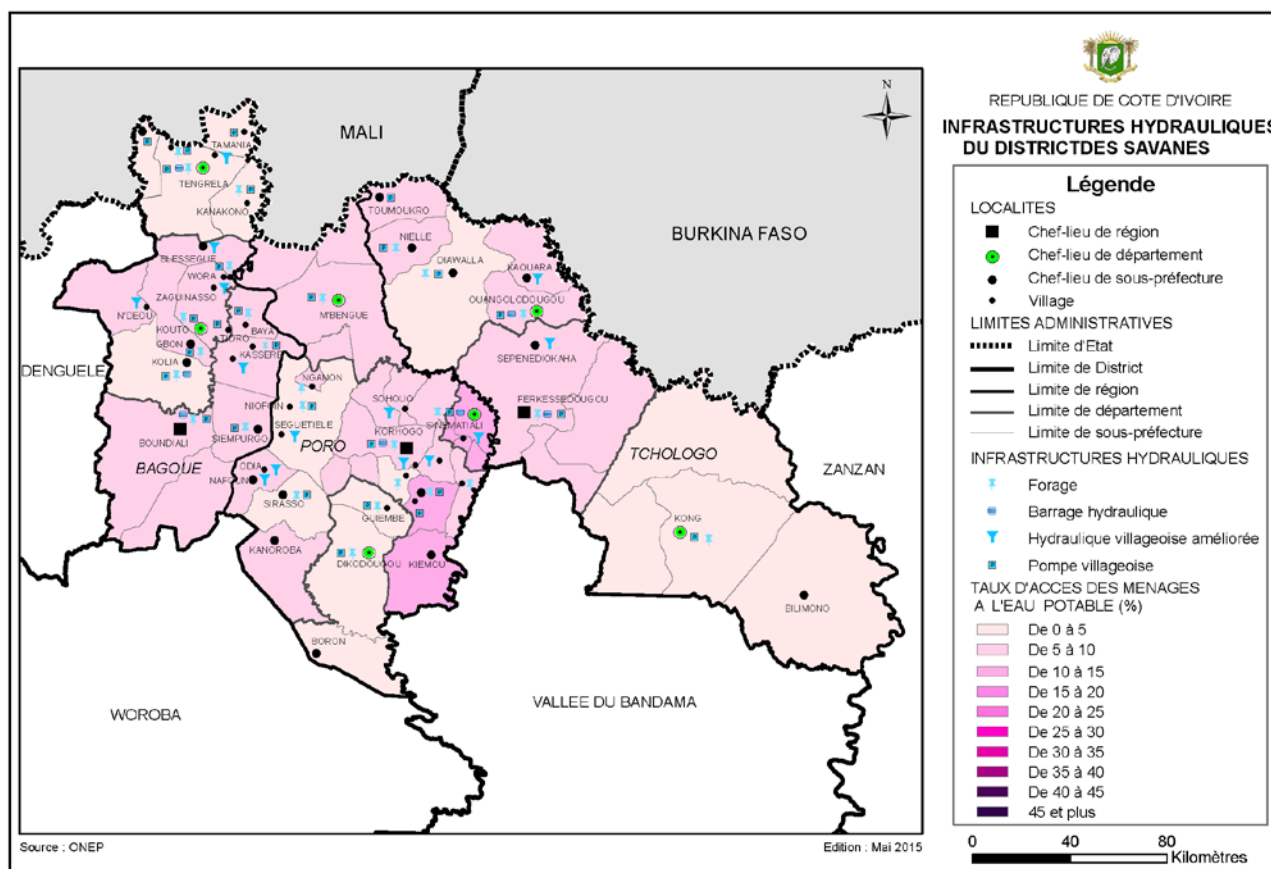 N
MALI
BURKINA FASO
DENGUELE
WOROBA
VALLEE DU BANDAMA
ZANZAN
BAGOUE
PORO
TCHOLOGO
TAMANIA
TENGRELA
KANAKONO
BLESSEGUE
WORA
ZAGUINASSO
N'DEOU
KOUTO
TIORO
BAYA
GBON
KASSERE
KOLIA
BOUNDIALI
SIEMPURGO
TOUMOUKRO
NIELLE
DIAWALLA
KAOUARA
OUANGOLODOUGOU
M'BENGUE
SEPENEDIOKAHA
FERKESSEDOUGOU
NGANON
NIOFOIN
SEGUETIELE
SOHOUO
KORHOGO
SINEMATIALI
ODIA
NAFOUN
SIRASSO
GUIEMBE
KANOROBA
DIKODOUGOU
KIEMOU
BORON
KONG
BILIMONO
Source : ONEP
Edition : Mai 2015
REPUBLIQUE DE COTE D'IVOIRE
INFRASTRUCTURES HYDRAULIQUES
DU DISTRICTDES SAVANES
Légende
LOCALITES
Chef-lieu de région
Chef-lieu de département
Chef-lieu de sous-préfecture
Village
LIMITES ADMINISTRATIVES
Limite d'Etat
Limite de District
Limite de région
Limite de département
Limite de sous-préfecture
INFRASTRUCTURES HYDRAULIQUES
Forage
Barrage hydraulique
Hydraulique villageoise améliorée
Pompe villageoise
TAUX D'ACCES DES MENAGES
A L'EAU POTABLE (%)
De 0 à 5
De 5 à 10
De 10 à 15
De 15 à 20
De 20 à 25
De 25 à 30
De 30 à 35
De 35 à 40
De 40 à 45
45 et plus
0 40 80
Kilomètres